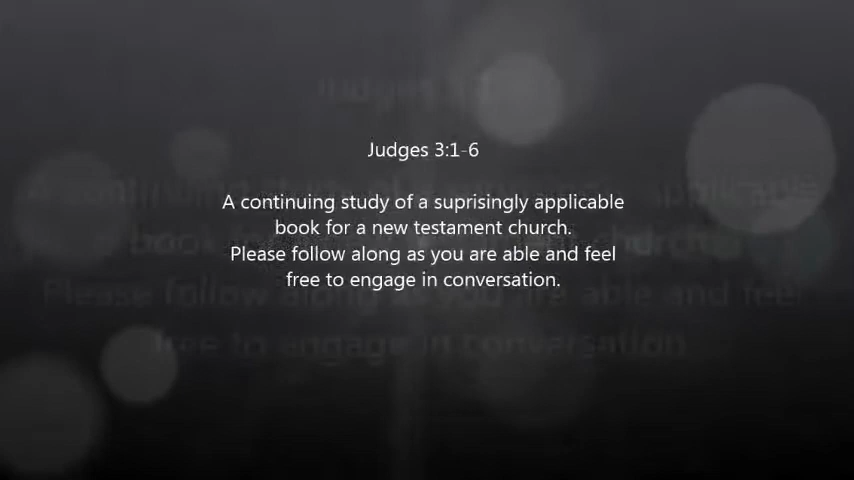 Judges 3:1-6
A continuing study of a suprisingly applicable
book for a new testament church.
Please follow along as you are able and feel
free to engage in conversation.